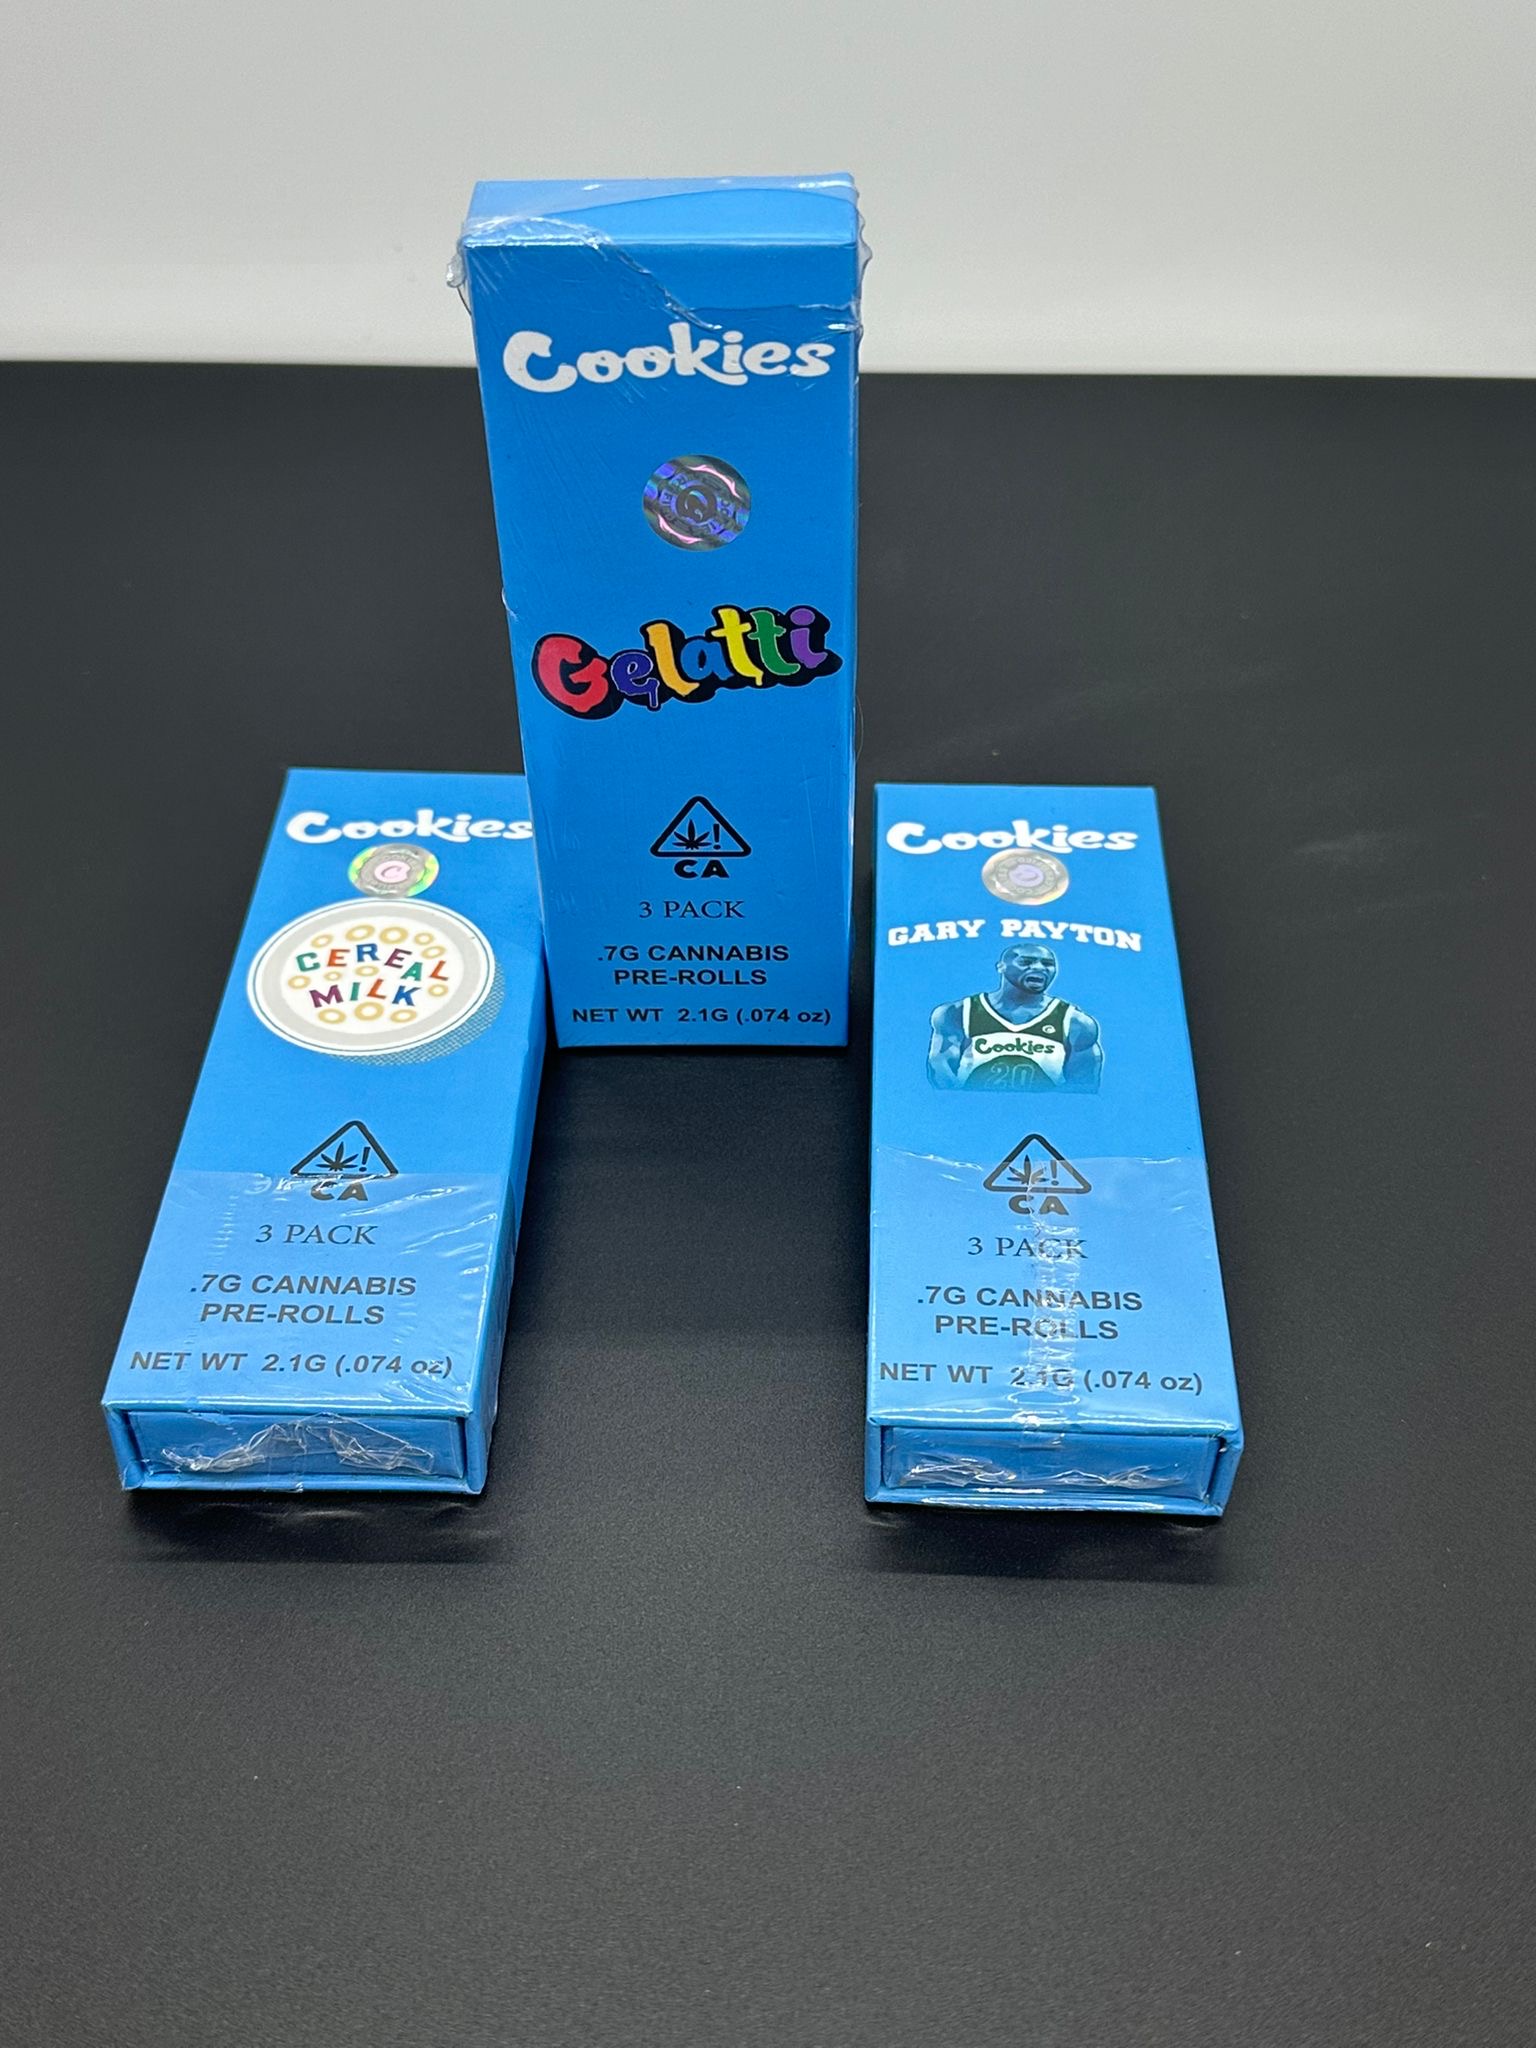 Cookies
Gelatti
CA
3 PACK
.7G CANNABIS
PRE-ROLLS
NET WT 2.1G (.074 oz)
Cookies
C
CEREAL
MILK
CA
3 PACK
.7G CANNABIS
PRE-ROLLS
NET WT 2.1G (.074 oz)
Cookies
GARY PAYTON
Cookies
20
CA
3 PACK
.7G CANNABIS
PRE-ROLLS
NET WT 2.1G (.074 oz)